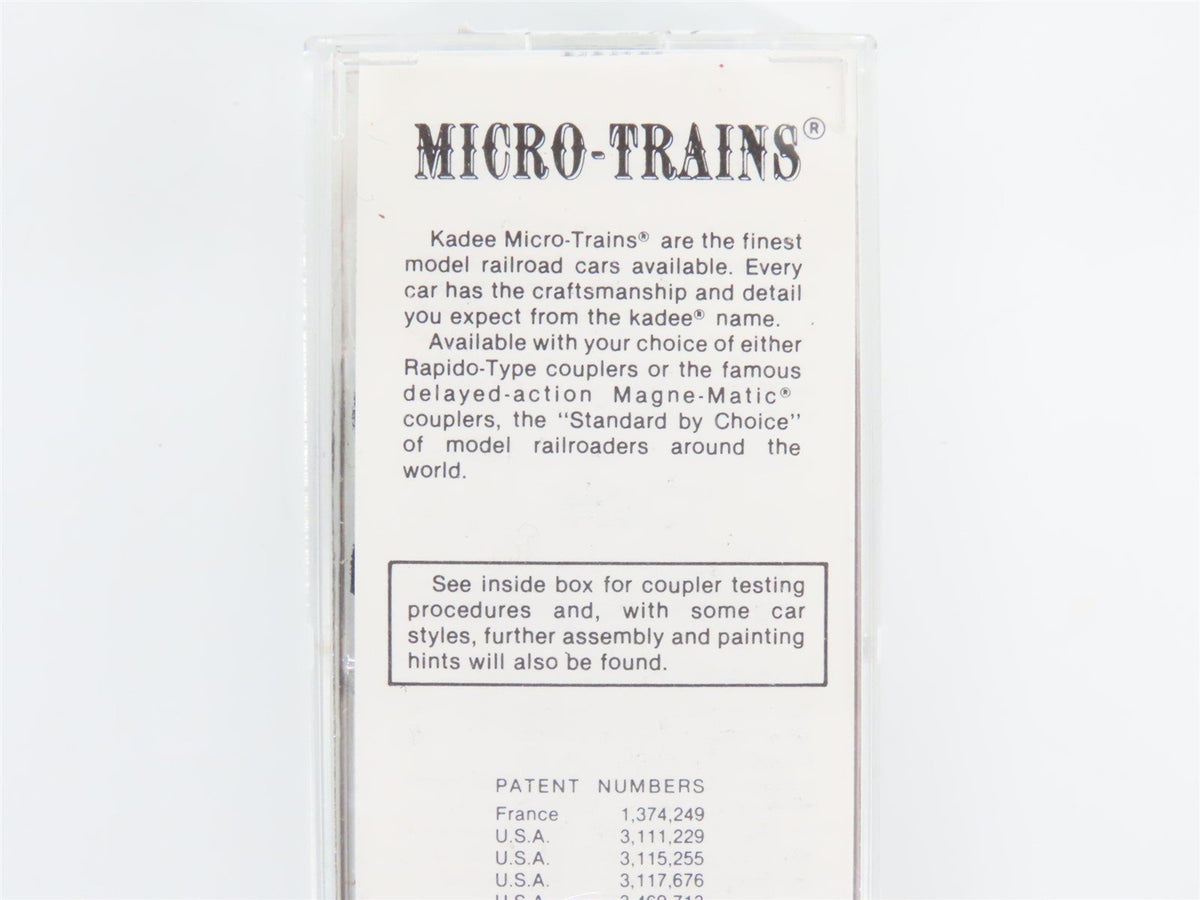 MICRO-TRAINS®
Kadee Micro-Trains® are the finest
model railroad cars available. Every
car has the craftsmanship and detail
you expect from the kadee® name.
Available with your choice of either
Rapido-Type couplers or the famous
delayed-action Magne-Matic®
couplers, the "Standard by Choice"
of model railroaders around the
world.
See inside box for coupler testing
procedures and, with some car
styles, further assembly and painting
hints will also be found.
PATENT NUMBERS
France 1,374,249
U.S.A. 3,111,229
U.S.A. 3,115,255
U.S.A. 3,117,676
U.S.A.